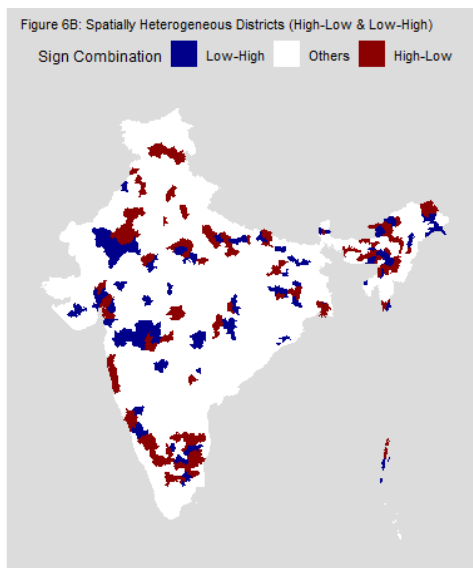 Figure 6B: Spatially Heterogeneous Districts (High-Low & Low-High)
Sign Combination Low-High Others High-Low